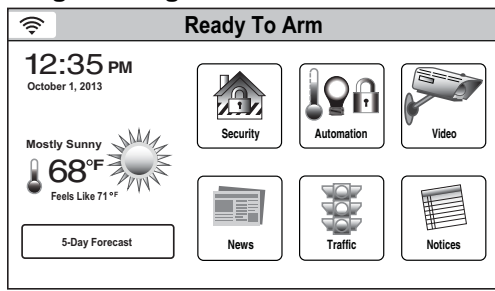 Ready To Arm
12:35 PM
October 1, 2013
Mostly Sunny
68°F
Feels Like 71 °F
5-Day Forecast
Security
Automation
Video
News
Traffic
Notices